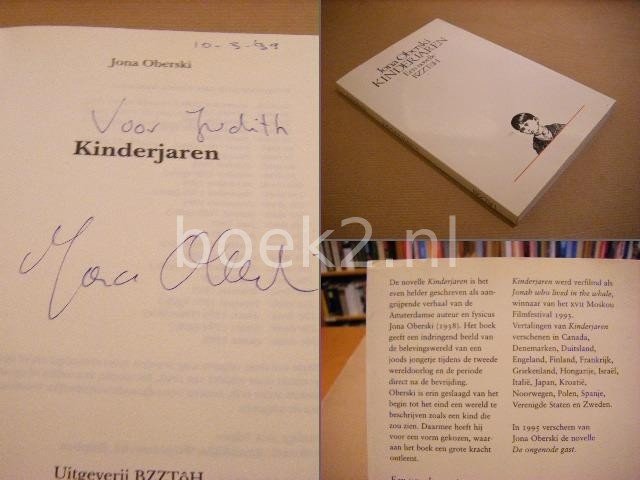 10-5-99
Jona Oberski
Voor Judith
Kinderjaren
Jona Oberski
Uitgeverij BZZTôH
Jona Oberski
KINDERJAREN
Een novelle
BZZTôH
boek2.nl
De novelle Kinderjaren is het
even helder geschreven als aan-
grijpende verhaal van de
Amsterdamse auteur en fysicus
Jona Oberski (1938). Het boek
geeft een indringend beeld van
de belevingswereld van een
joods jongetje tijdens de tweede
wereldoorlog en de periode
direct na de bevrijding.
Oberski is erin geslaagd van het
begin tot het eind een wereld te
beschrijven zoals een kind die
zou zien. Daarmee heeft hij
voor een vorm gekozen, waar-
aan het boek een grote kracht
ontleent.
Kinderjaren werd verfilmd als
Jonah who lived in the whale,
winnaar van het XVII Moskou
Filmfestival 1993.
Vertalingen van Kinderjaren
verschenen in Canada,
Denemarken, Duitsland,
Engeland, Finland, Frankrijk,
Griekenland, Hongarije, Israël,
Italië, Japan, Kroatië,
Noorwegen, Polen, Spanje,
Verenigde Staten en Zweden.
In 1995 verscheen van
Jona Oberski de novelle
De ongenode gast.